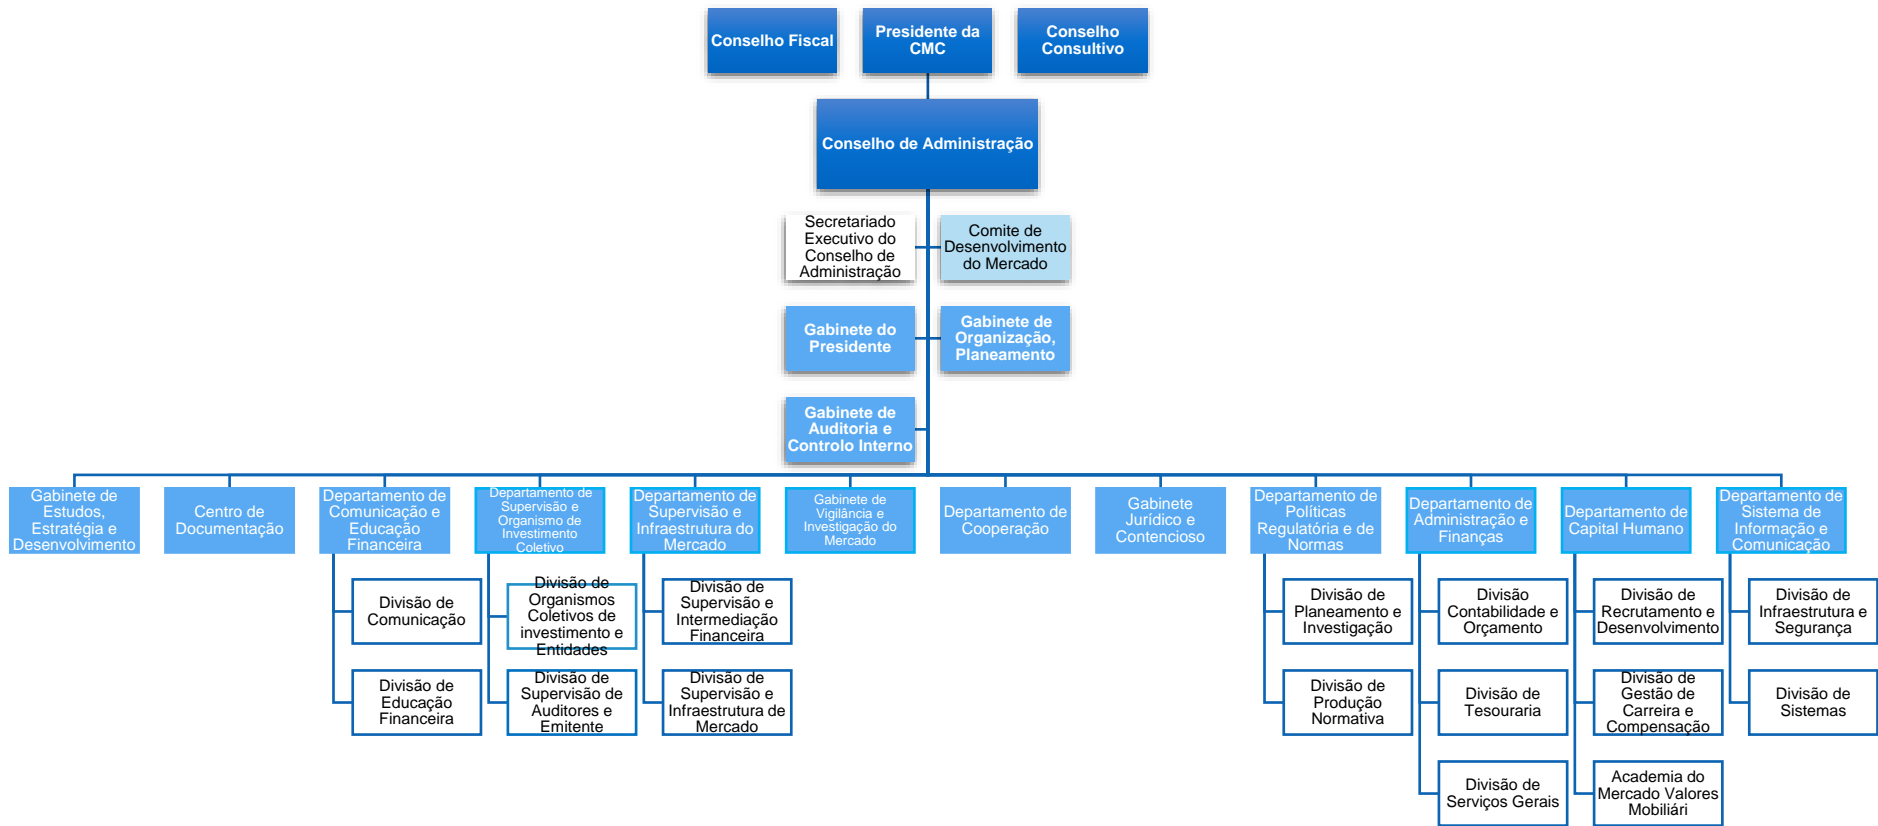 Conselho Fiscal
Presidente da
CMC
Conselho
Consultivo
Conselho de Administração
Secretariado
Executivo do
Conselho de
Administração
Comite de
Desenvolvimento
do Mercado
Gabinete do
Presidente
Gabinete de
Organização,
Planeamento
Gabinete de
Auditoria e
Controlo Interno
Gabinete de
Estudos,
Estratégia e
Desenvolvimento
Centro de
Documentação
Departamento de
Comunicação e
Educação
Financeira
Departamento de
Supervisão e
Organismo de
Investimento
Coletivo
Departamento de
Supervisão e
Infraestrutura do
Mercado
Gabinete de
Vigilância e
Investigação do
Mercado
Departamento de
Cooperação
Gabinete
Jurídico e
Contencioso
Departamento de
Políticas
Regulatória e de
Normas
Departamento de
Administração e
Finanças
Departamento de
Capital Humano
Departamento de
Sistema de
Informação e
Comunicação
Divisão de
Comunicação
Divisão de
Organismos
Coletivos de
investimento e
Entidades
Divisão de
Supervisão e
Intermediação
Financeira
Divisão de
Planeamento e
Investigação
Divisão
Contabilidade e
Orçamento
Divisão de
Recrutamento e
Desenvolvimento
Divisão de
Infraestrutura e
Segurança
Divisão de
Educação
Financeira
Divisão de
Supervisão de
Auditores e
Emitente
Divisão de
Supervisão e
Infraestrutura de
Mercado
Divisão de
Produção
Normativa
Divisão de
Tesouraria
Divisão de
Gestão de
Carreira e
Compensação
Divisão de
Sistemas
Divisão de
Serviços Gerais
Academia do
Mercado Valores
Mobiliári